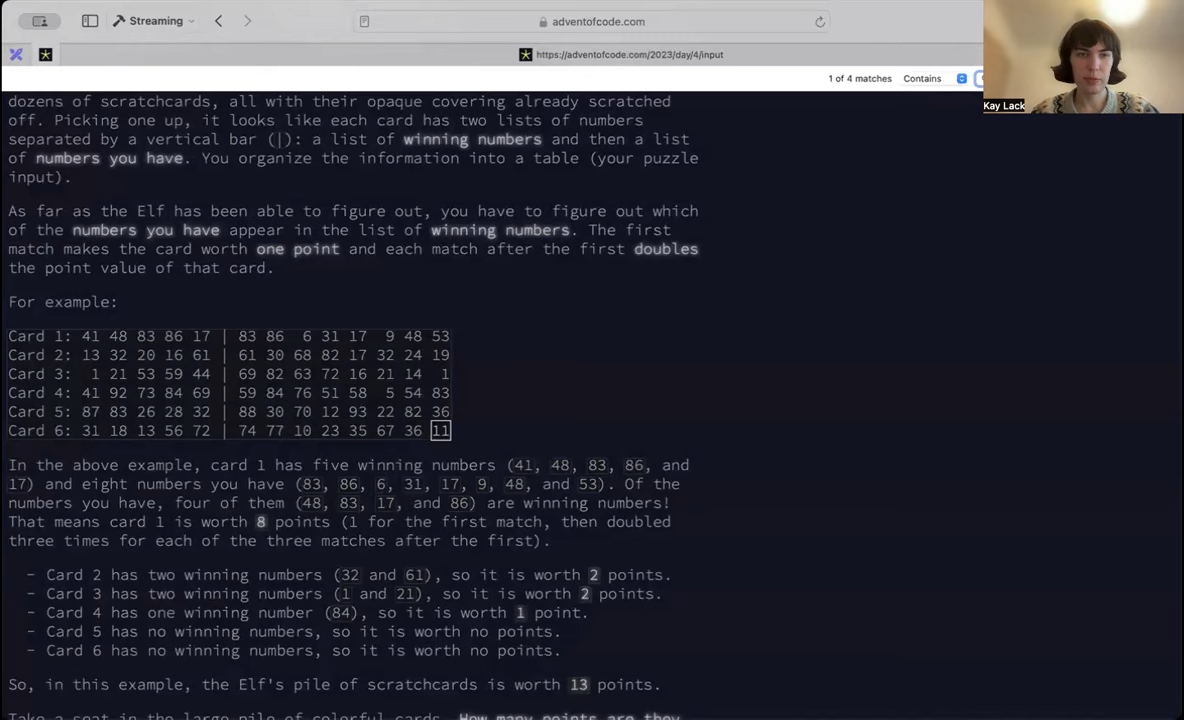 Streaming
adventofcode.com
https://adventofcode.com/2023/day/4/input
1 of 4 matches Contains
Kay Lack
dozens of scratchcards, all with their opaque covering already scratched
off. Picking one up, it looks like each card has two lists of numbers
separated by a vertical bar (|): a list of winning numbers and then a list
of numbers you have. You organize the information into a table (your puzzle
input).
As far as the Elf has been able to figure out, you have to figure out which
of the numbers you have appear in the list of winning numbers. The first
match makes the card worth one point and each match after the first doubles
the point value of that card.
For example:
Card 1: 41 48 83 86 17 | 83 86  6 31 17  9 48 53
Card 2: 13 32 20 16 61 | 61 30 68 82 17 32 24 19
Card 3:  1 21 53 59 44 | 69 82 63 72 16 21 14  1
Card 4: 41 92 73 84 69 | 59 84 76 51 58  5 54 83
Card 5: 87 83 26 28 32 | 88 30 70 12 93 22 82 36
Card 6: 31 18 13 56 72 | 74 77 10 23 35 67 36 11
In the above example, card 1 has five winning numbers (41, 48, 83, 86, and
17) and eight numbers you have (83, 86, 6, 31, 17, 9, 48, and 53). Of the
numbers you have, four of them (48, 83, 17, and 86) are winning numbers!
That means card 1 is worth 8 points (1 for the first match, then doubled
three times for each of the three matches after the first).
- Card 2 has two winning numbers (32 and 61), so it is worth 2 points.
- Card 3 has two winning numbers (1 and 21), so it is worth 2 points.
- Card 4 has one winning number (84), so it is worth 1 point.
- Card 5 has no winning numbers, so it is worth no points.
- Card 6 has no winning numbers, so it is worth no points.
So, in this example, the Elf's pile of scratchcards is worth 13 points.
Take a seat in the large pile of colorful cards. How many points are they